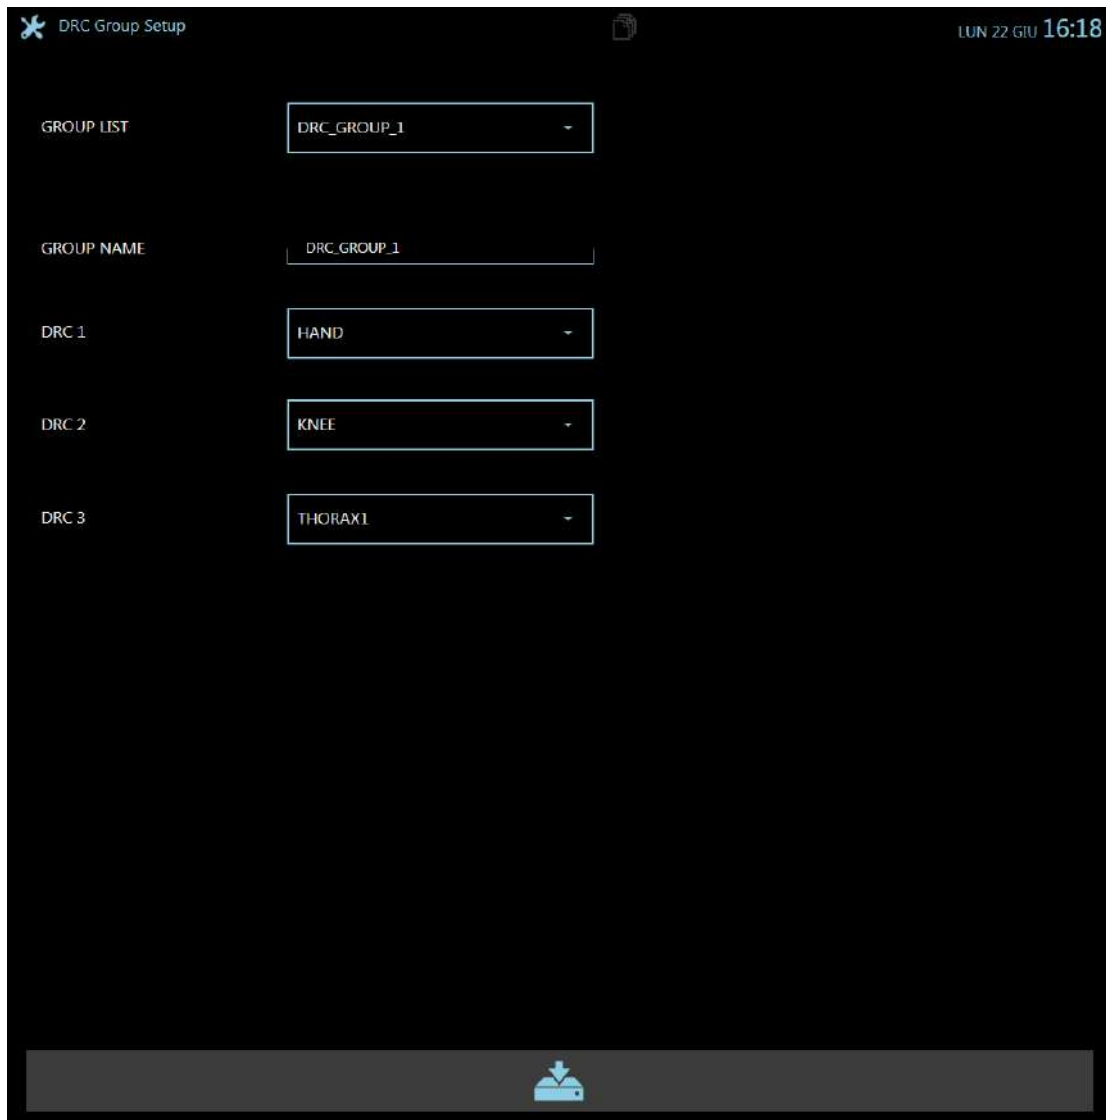 DRC Group Setup
LUN 22 GIU 16:18
GROUP LIST DRC_GROUP_1
GROUP NAME DRC_GROUP_1
DRC 1 HAND
DRC 2 KNEE
DRC 3 THORAX1